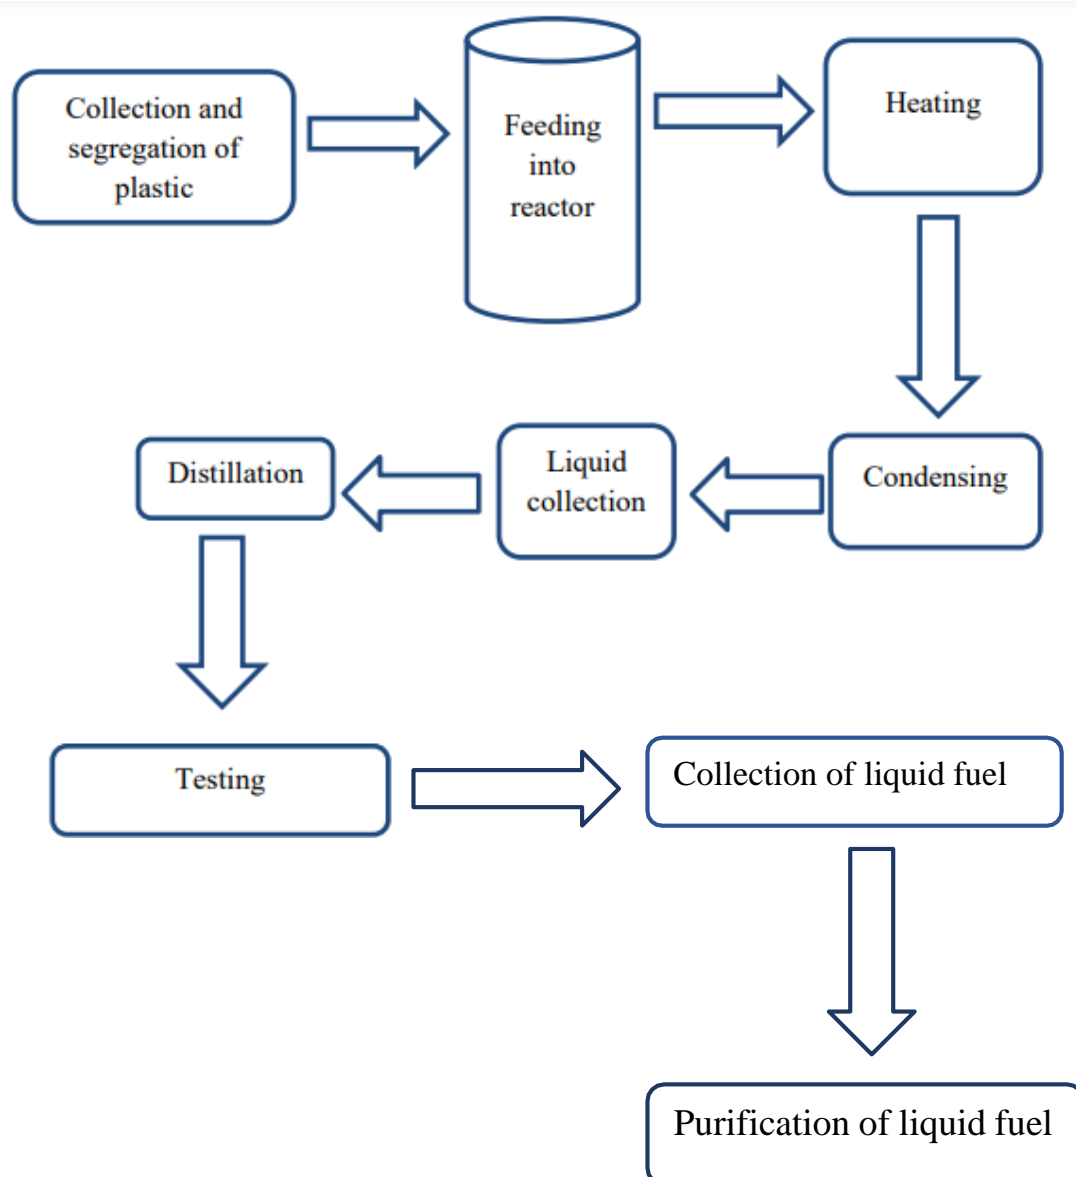 Collection and
segregation of
plastic
Feeding
into
reactor
Heating
Condensing
Liquid
collection
Distillation
Testing
Collection of liquid fuel
Purification of liquid fuel